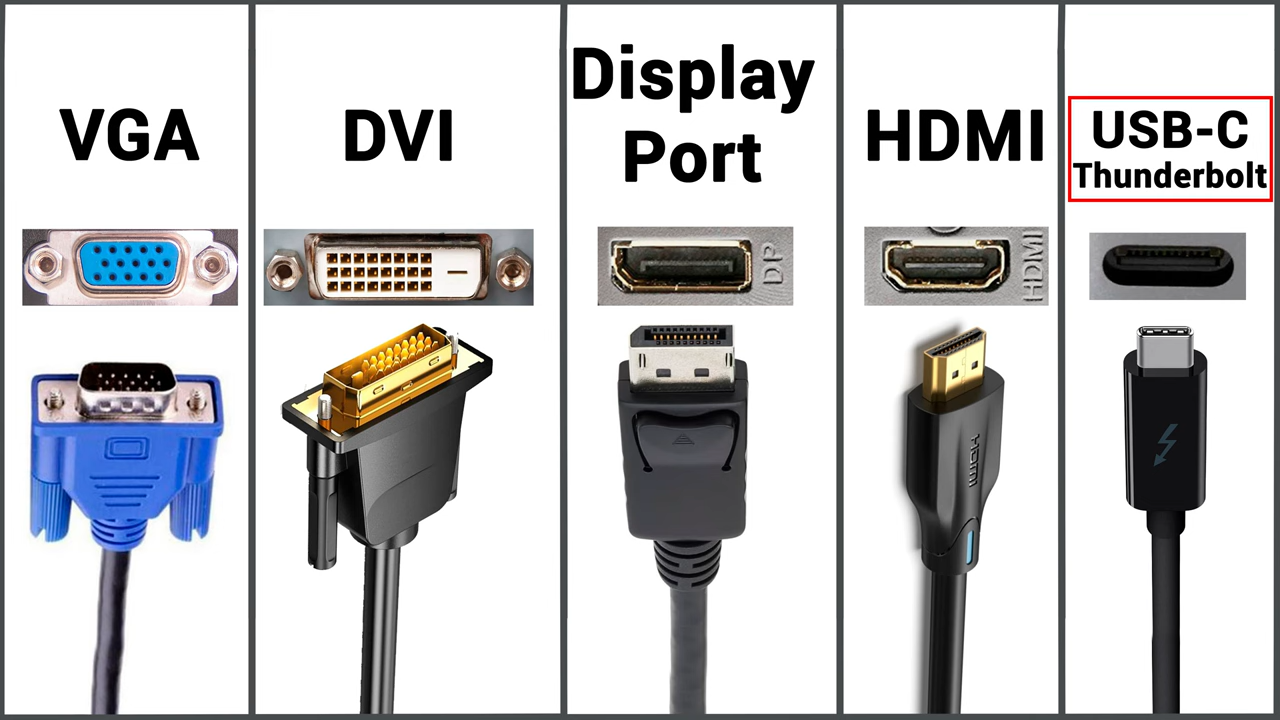 VGA
DVI
Display
Port
HDMI
USB-C
Thunderbolt
DP
HDMI
HDMI